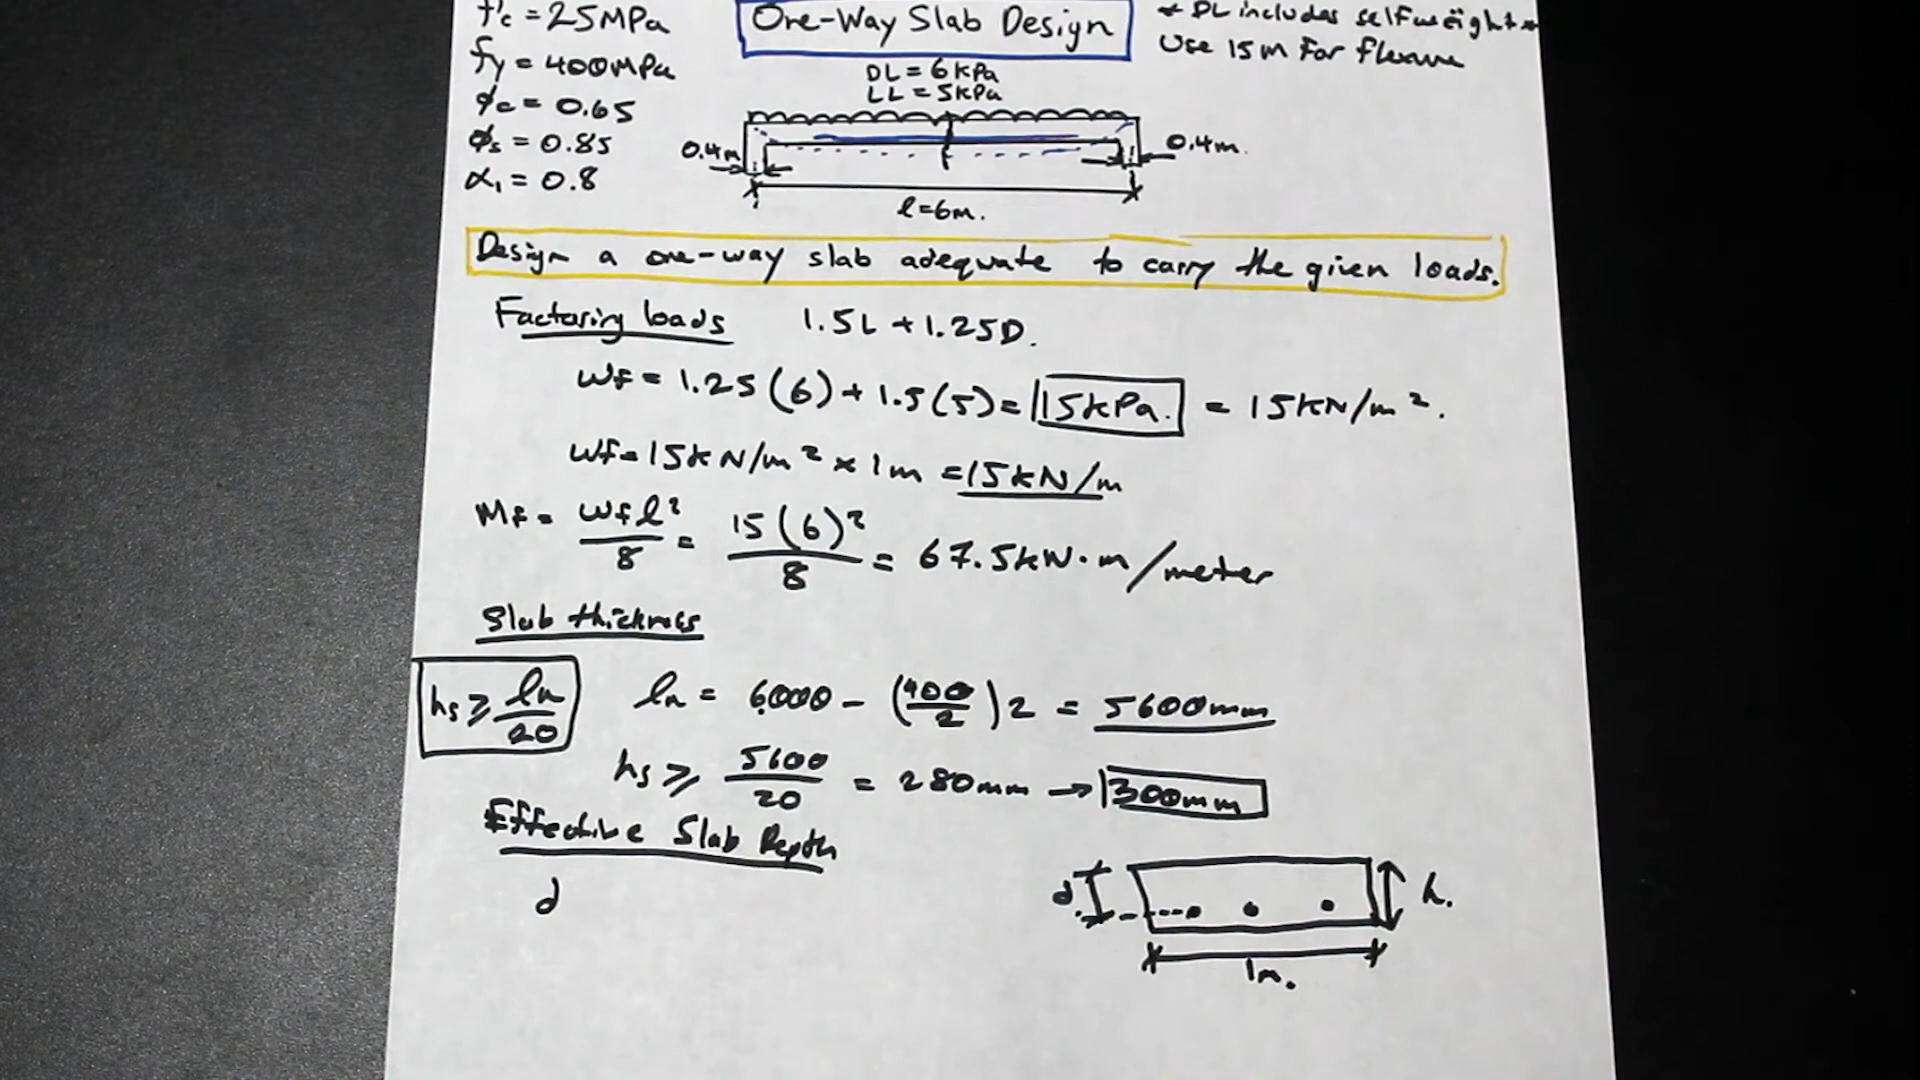 f'c = 25MPa
fy = 400MPa
ϕc = 0.65
ϕs = 0.85
α1 = 0.8
One-Way Slab Design
* DL includes selfweight *
Use 15M for flexure
DL = 6kPa
LL = 5kPa
0.4m
0.4m.
l=6m.
Design a one-way slab adequate to carry the given loads.
Factoring loads 1.5L + 1.25D.
Wf = 1.25(6) + 1.5(5) = 15kPa. = 15KN/m².
Wf = 15kN/m² × 1m = 15kN/m
Mf = Wfl²/8 = 15(6)²/8 = 67.5kN·m/meter
Slab thickness
hs ≥ ln/20
ln = 6000 - (400/2)2 = 5600mm
hs ≥ 5600/20 = 280mm → 300mm
Effective Slab Depth
d
d.
h.
1m.